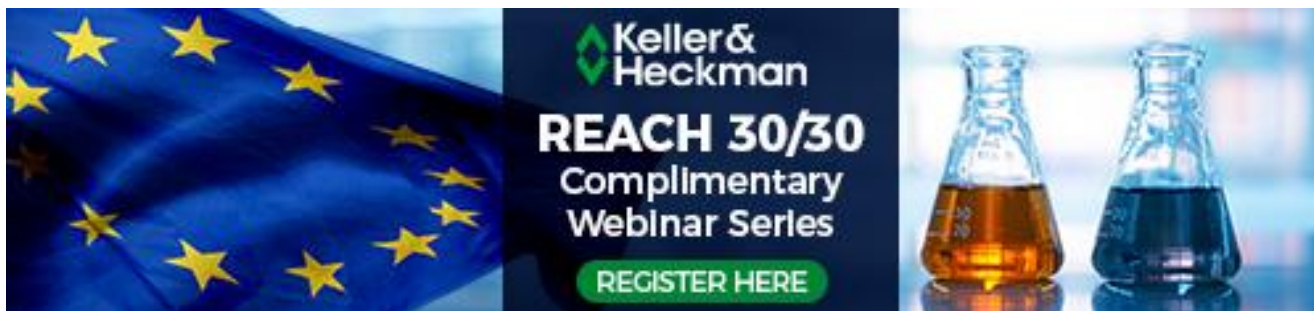 Keller&
Heckman
REACH 30/30
Complimentary
Webinar Series
REGISTER HERE